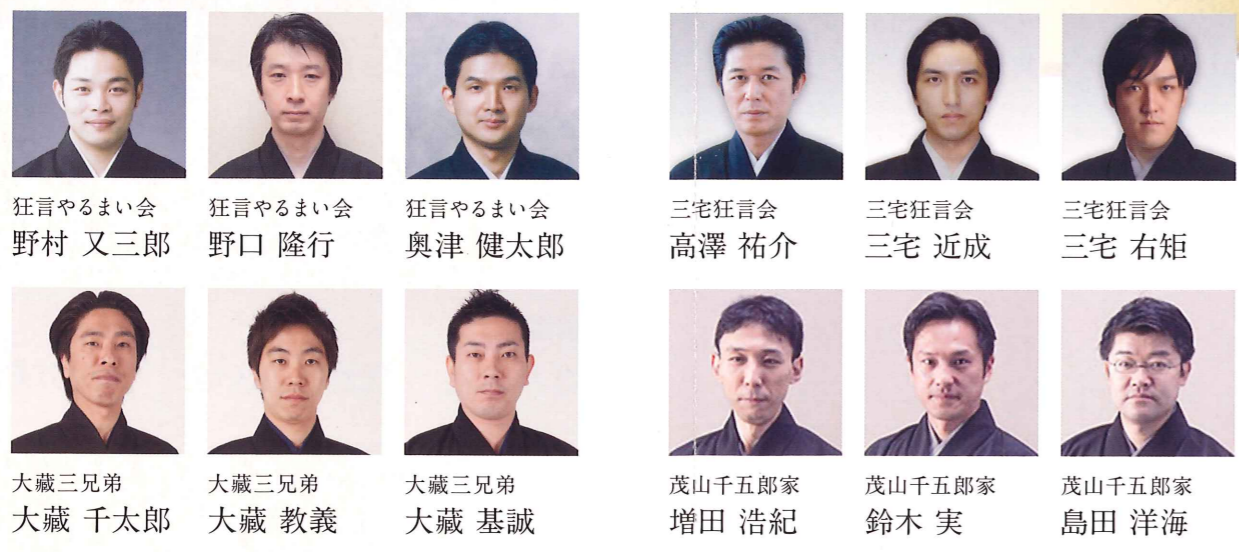 狂言やるまい会
野村 又三郎
狂言やるまい会
野口 隆行
狂言やるまい会
奥津 健太郎
三宅狂言会
高澤 祐介
三宅狂言会
三宅 近成
三宅狂言会
三宅 右矩
大藏三兄弟
大藏 千太郎
大藏三兄弟
大藏 教義
大藏三兄弟
大藏 基誠
茂山千五郎家
増田 浩紀
茂山千五郎家
鈴木 実
茂山千五郎家
島田 洋海